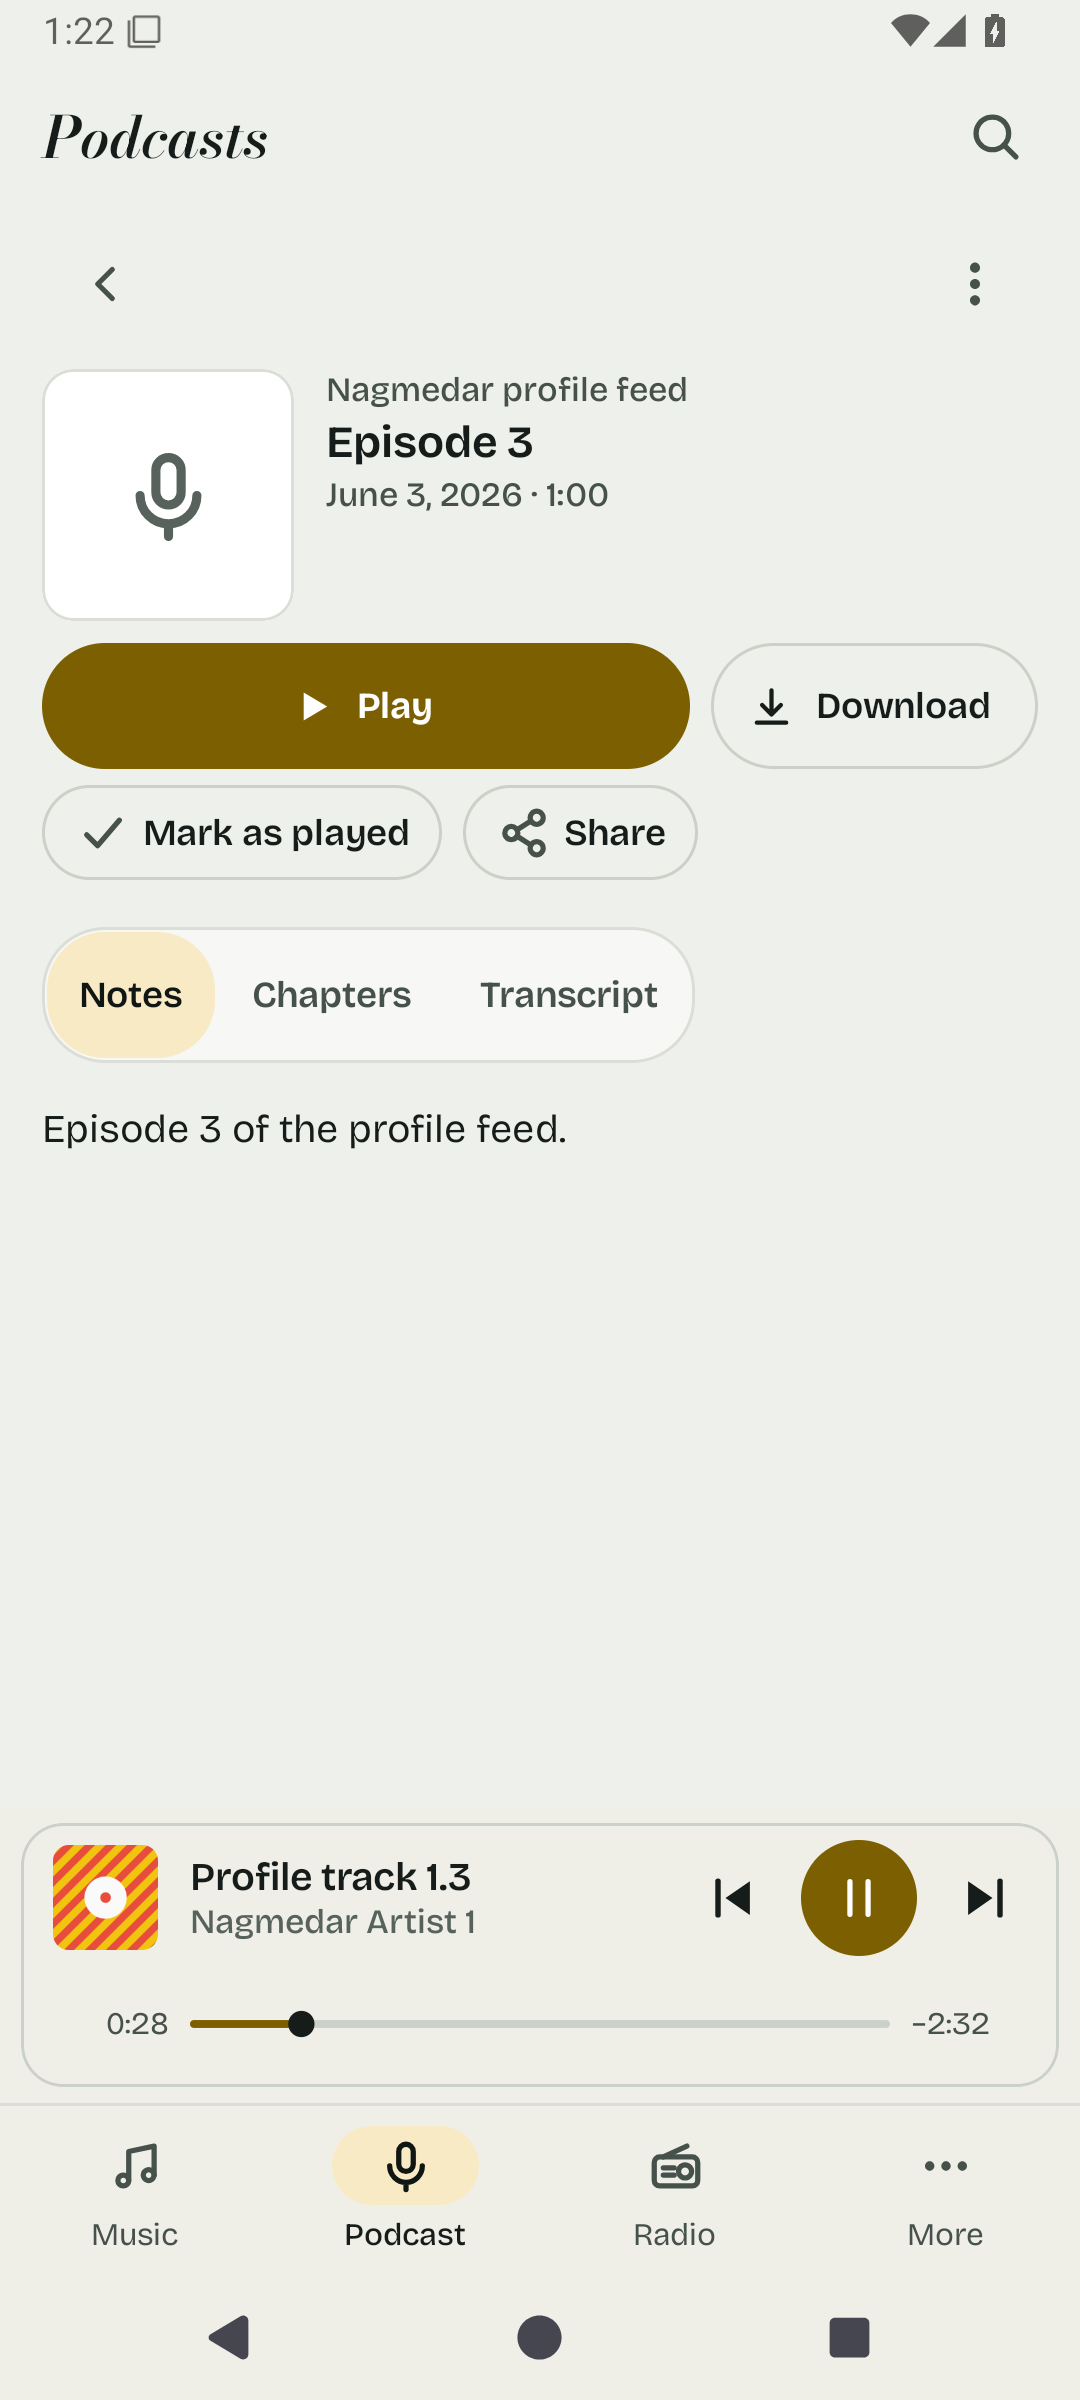 1:22
Podcasts
Nagmedar profile feed
Episode 3
June 3, 2026 · 1:00
Play
Download
Mark as played
Share
Notes
Chapters
Transcript
Episode 3 of the profile feed.
Profile track 1.3
Nagmedar Artist 1
0:28
−2:32
Music
Podcast
Radio
More